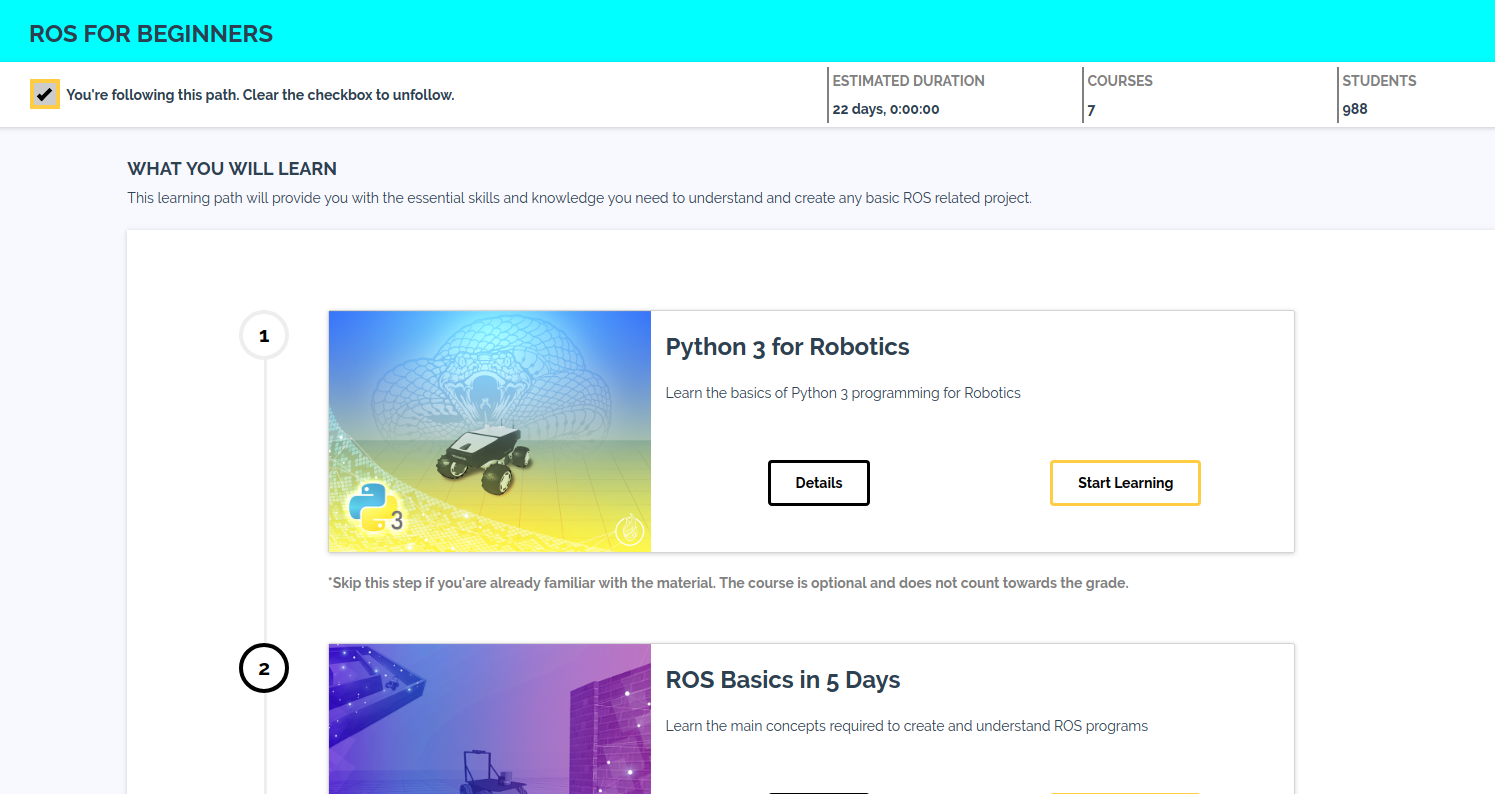 ROS FOR BEGINNERS
You're following this path. Clear the checkbox to unfollow.
ESTIMATED DURATION
22 days, 0:00:00
COURSES
7
STUDENTS
988
WHAT YOU WILL LEARN
This learning path will provide you with the essential skills and knowledge you need to understand and create any basic ROS related project.
1
Python 3 for Robotics
Learn the basics of Python 3 programming for Robotics
Details
Start Learning
3
*Skip this step if you'are already familiar with the material. The course is optional and does not count towards the grade.
2
ROS Basics in 5 Days
Learn the main concepts required to create and understand ROS programs